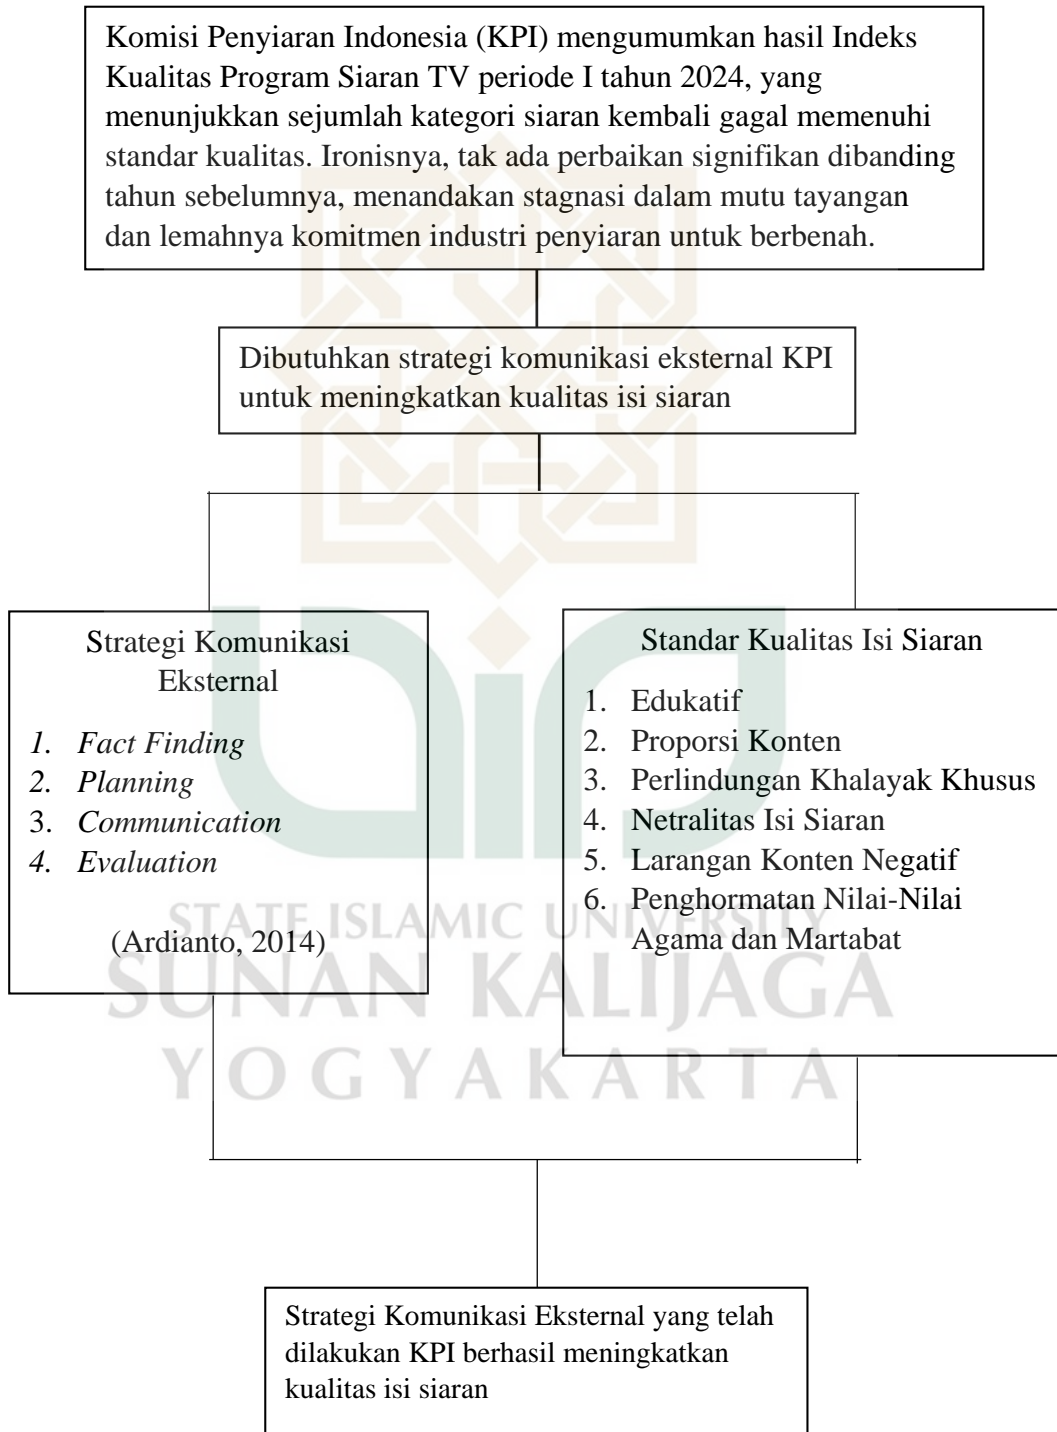 Komisi Penyiaran Indonesia (KPI) mengumumkan hasil Indeks
Kualitas Program Siaran TV periode I tahun 2024, yang
menunjukkan sejumlah kategori siaran kembali gagal memenuhi
standar kualitas. Ironisnya, tak ada perbaikan signifikan dibanding
tahun sebelumnya, menandakan stagnasi dalam mutu tayangan
dan lemahnya komitmen industri penyiaran untuk berbenah.
Dibutuhkan strategi komunikasi eksternal KPI
untuk meningkatkan kualitas isi siaran
Strategi Komunikasi
Eksternal
1. Fact Finding
2. Planning
3. Communication
4. Evaluation
(Ardianto, 2014)
Standar Kualitas Isi Siaran
1. Edukatif
2. Proporsi Konten
3. Perlindungan Khalayak Khusus
4. Netralitas Isi Siaran
5. Larangan Konten Negatif
6. Penghormatan Nilai-Nilai
Agama dan Martabat
STATE ISLAMIC UNIVERSITY
SUNAN KALIJAGA
YOGYAKARTA
Strategi Komunikasi Eksternal yang telah
dilakukan KPI berhasil meningkatkan
kualitas isi siaran